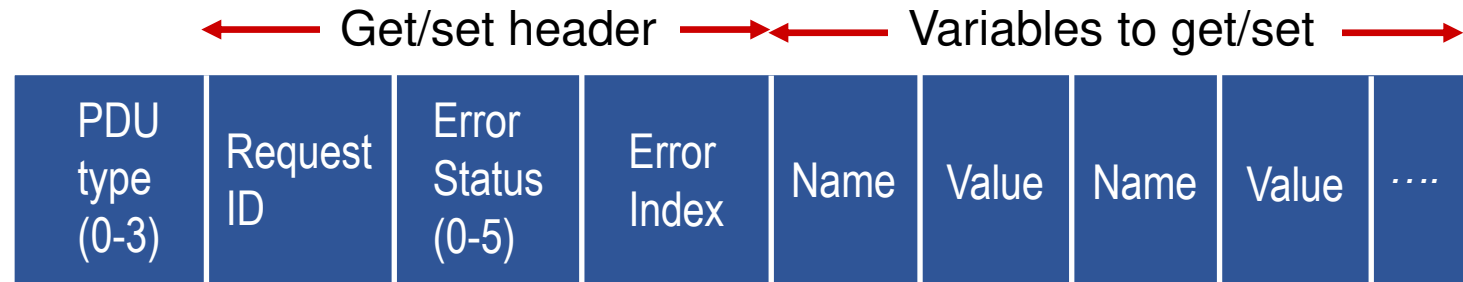 Get/set header
Variables to get/set
PDU
type
(0-3)
Request
ID
Error
Status
(0-5)
Error
Index
Name
Value
Name
Value
....